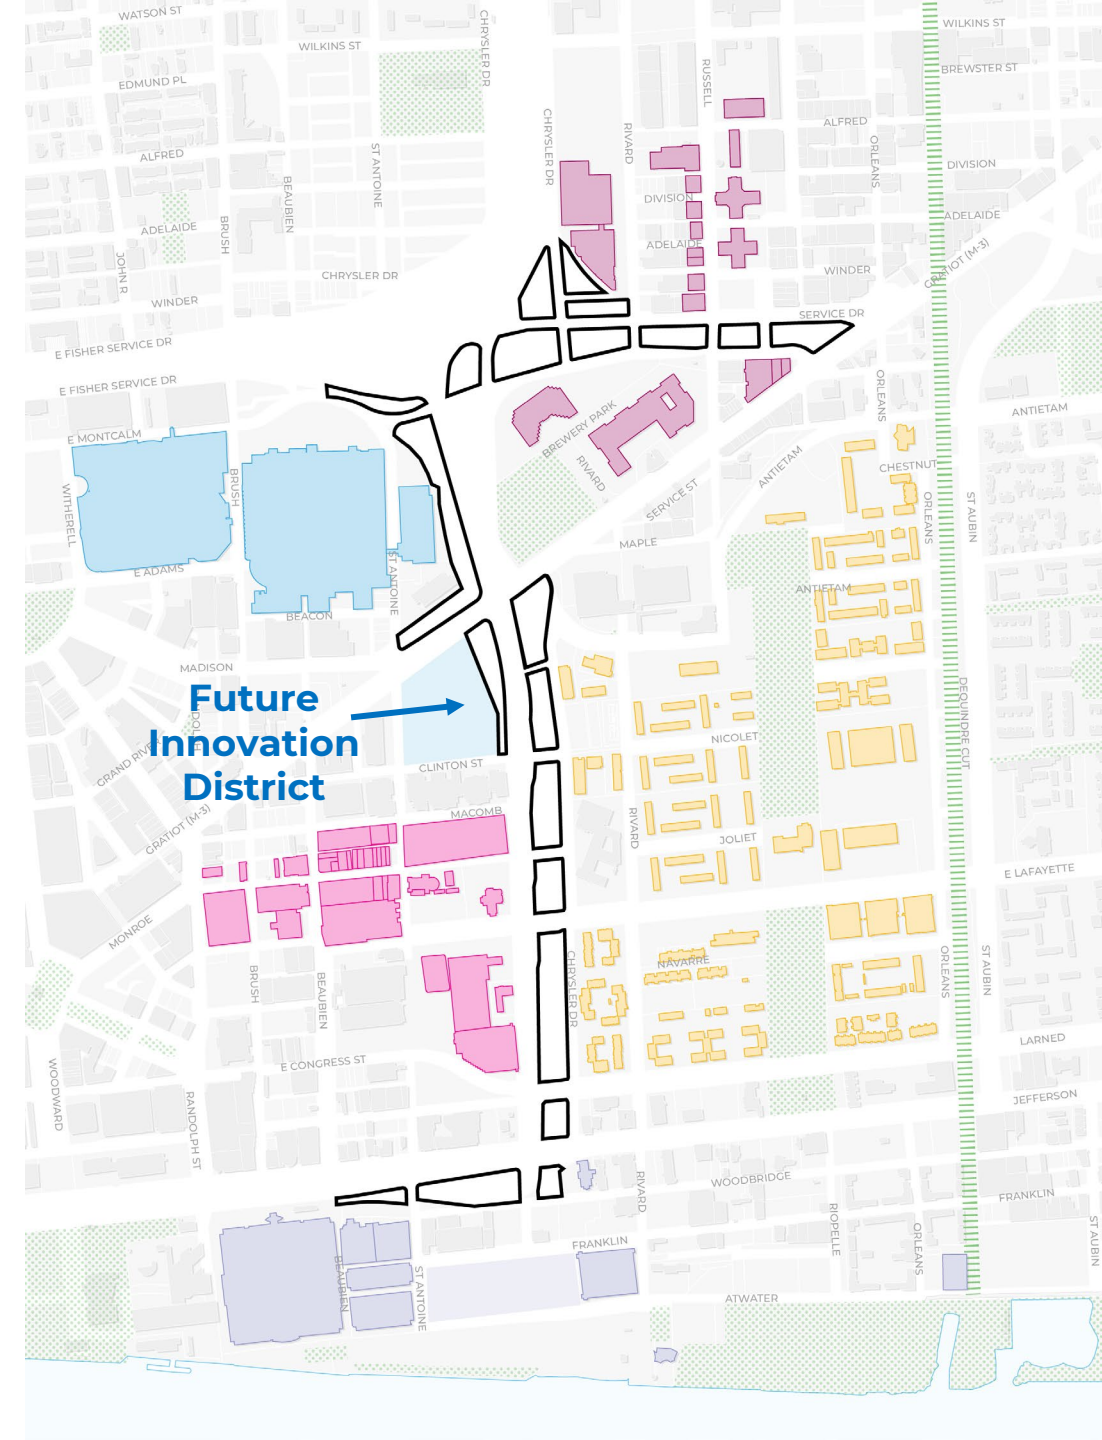 WATSON ST
CHRYSLER DR
WILKINS ST
WILKINS ST
EDMUND PL
RUSSELL
BREWSTER ST
CHRYSLER DR
RIVARD
ALFRED
ALFRED
ST ANTOINE
ORLEANS
DIVISION
DIVISION
BEAUBIEN
BRUSH
ADELAIDE
ADELAIDE
ADELAIDE
JOHN R
CHRYSLER DR
WINDER
GRATIOT (M-3)
WINDER
SERVICE DR
E FISHER SERVICE DR
E FISHER SERVICE DR
ORLEANS
ANTIETAM
BREWERY PARK
E MONTCALM
RIVARD
ANTIETAM
CHESTNUT
BRUSH
WITHERELL
SERVICE ST
ORLEANS
ST AUBIN
MAPLE
E ADAMS
ST ANTOINE
ANTIETAM
BEACON
MADISON
Future
Innovation
District
DEQUINDRE CUT
NICOLET
GRAND RIVER
CLINTON ST
GRATIOT (M-3)
MACOMB
RIVARD
JOLIET
E LAFAYETTE
MONROE
BRUSH
BEAUBIEN
CHRYSLER DR
NAVARRE
ORLEANS
ST AUBIN
WOODWARD
E CONGRESS ST
LARNED
RANDOLPH ST
JEFFERSON
RIVARD
WOODBRIDGE
FRANKLIN
RIOPELLE
ORLEANS
ST AUBIN
FRANKLIN
BEAUBIEN
ST ANTOINE
ATWATER